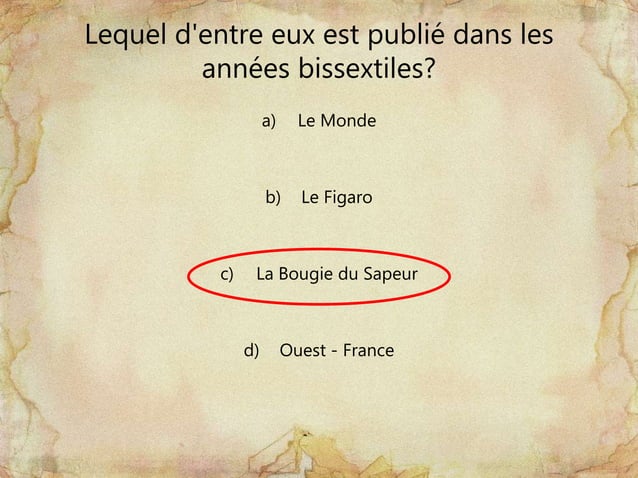 Lequel d'entre eux est publié dans les
années bissextiles?
a) Le Monde
b) Le Figaro
c) La Bougie du Sapeur
d) Ouest - France